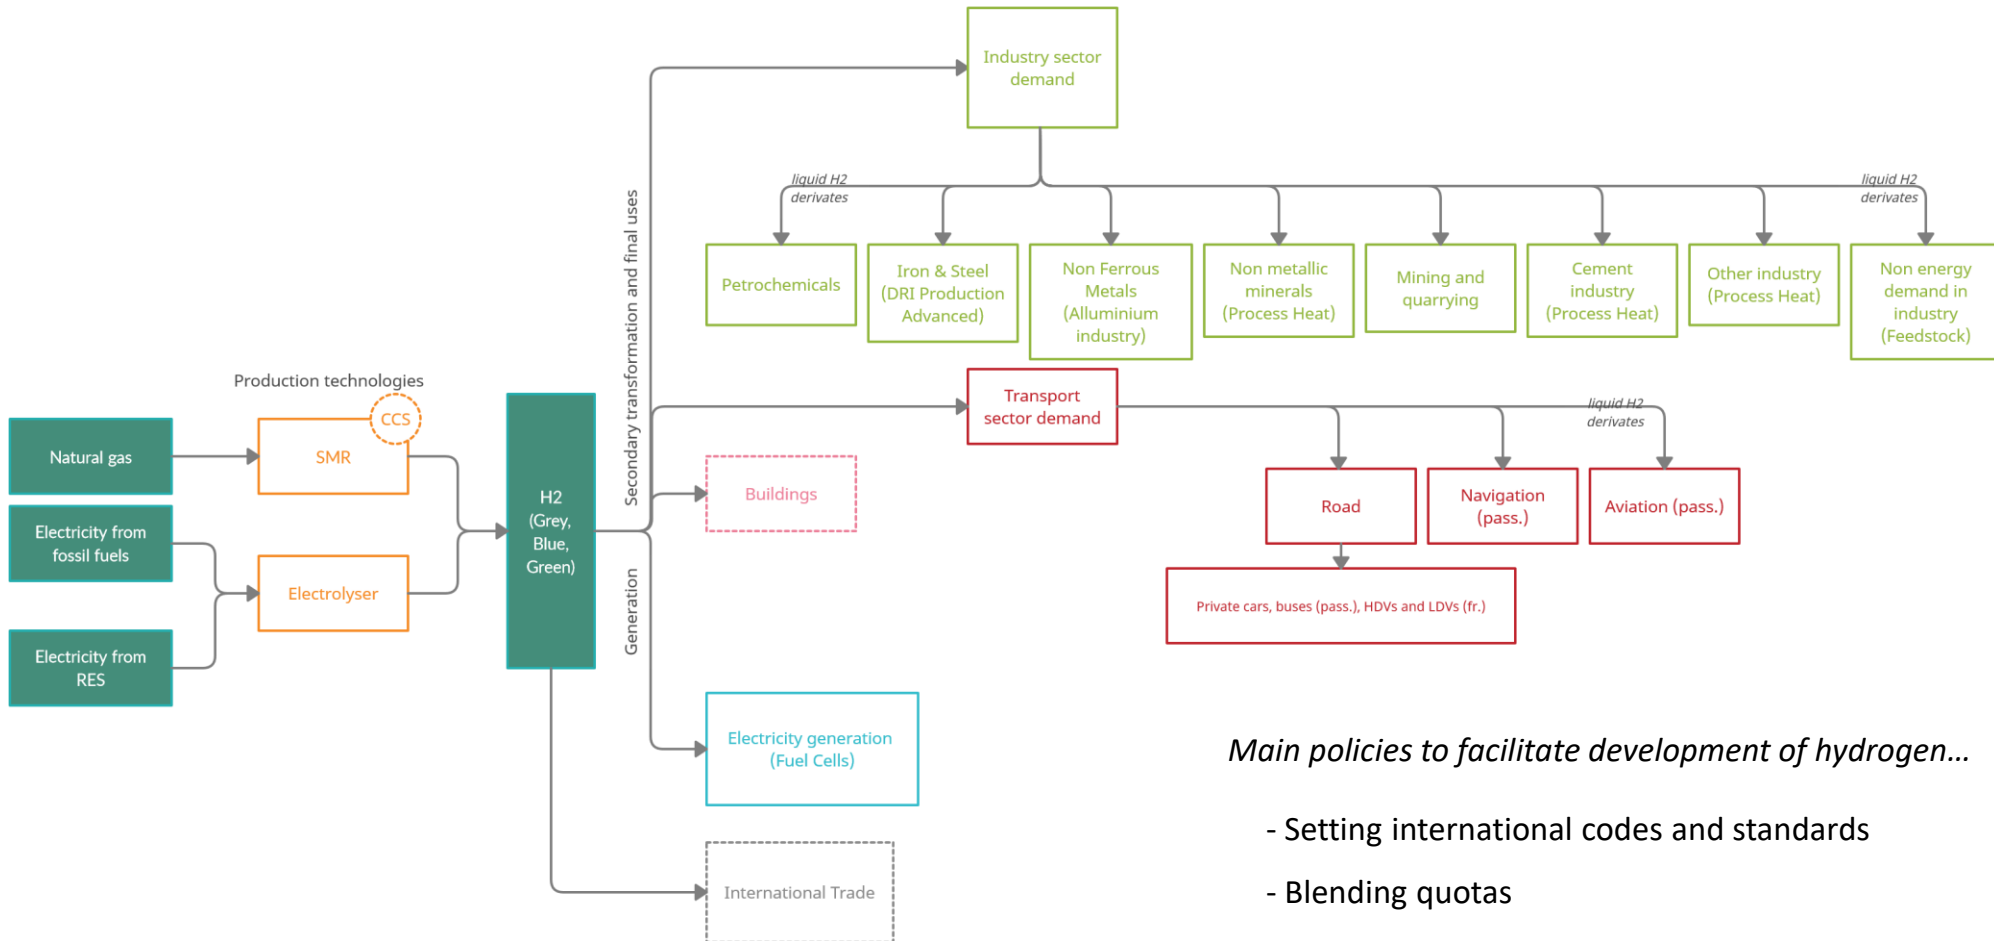 Industry sector
demand
liquid H2
derivates
liquid H2
derivates
Petrochemicals
Iron & Steel
(DRI Production
Advanced)
Non Ferrous
Metals
(Alluminium
industry)
Non metallic
minerals
(Process Heat)
Mining and
quarrying
Cement
industry
(Process Heat)
Other industry
(Process Heat)
Non energy
demand in
industry
(Feedstock)
Secondary transformation and final uses
Production technologies
CCS
Natural gas
SMR
Electricity from
fossil fuels
Electrolyser
Electricity from
RES
H2
(Grey,
Blue,
Green)
Transport
sector demand
liquid H2
derivates
Buildings
Road
Navigation
(pass.)
Aviation (pass.)
Private cars, buses (pass.), HDVs and LDVs (fr.)
Generation
Electricity generation
(Fuel Cells)
International Trade
Main policies to facilitate development of hydrogen...
- Setting international codes and standards
- Blending quotas